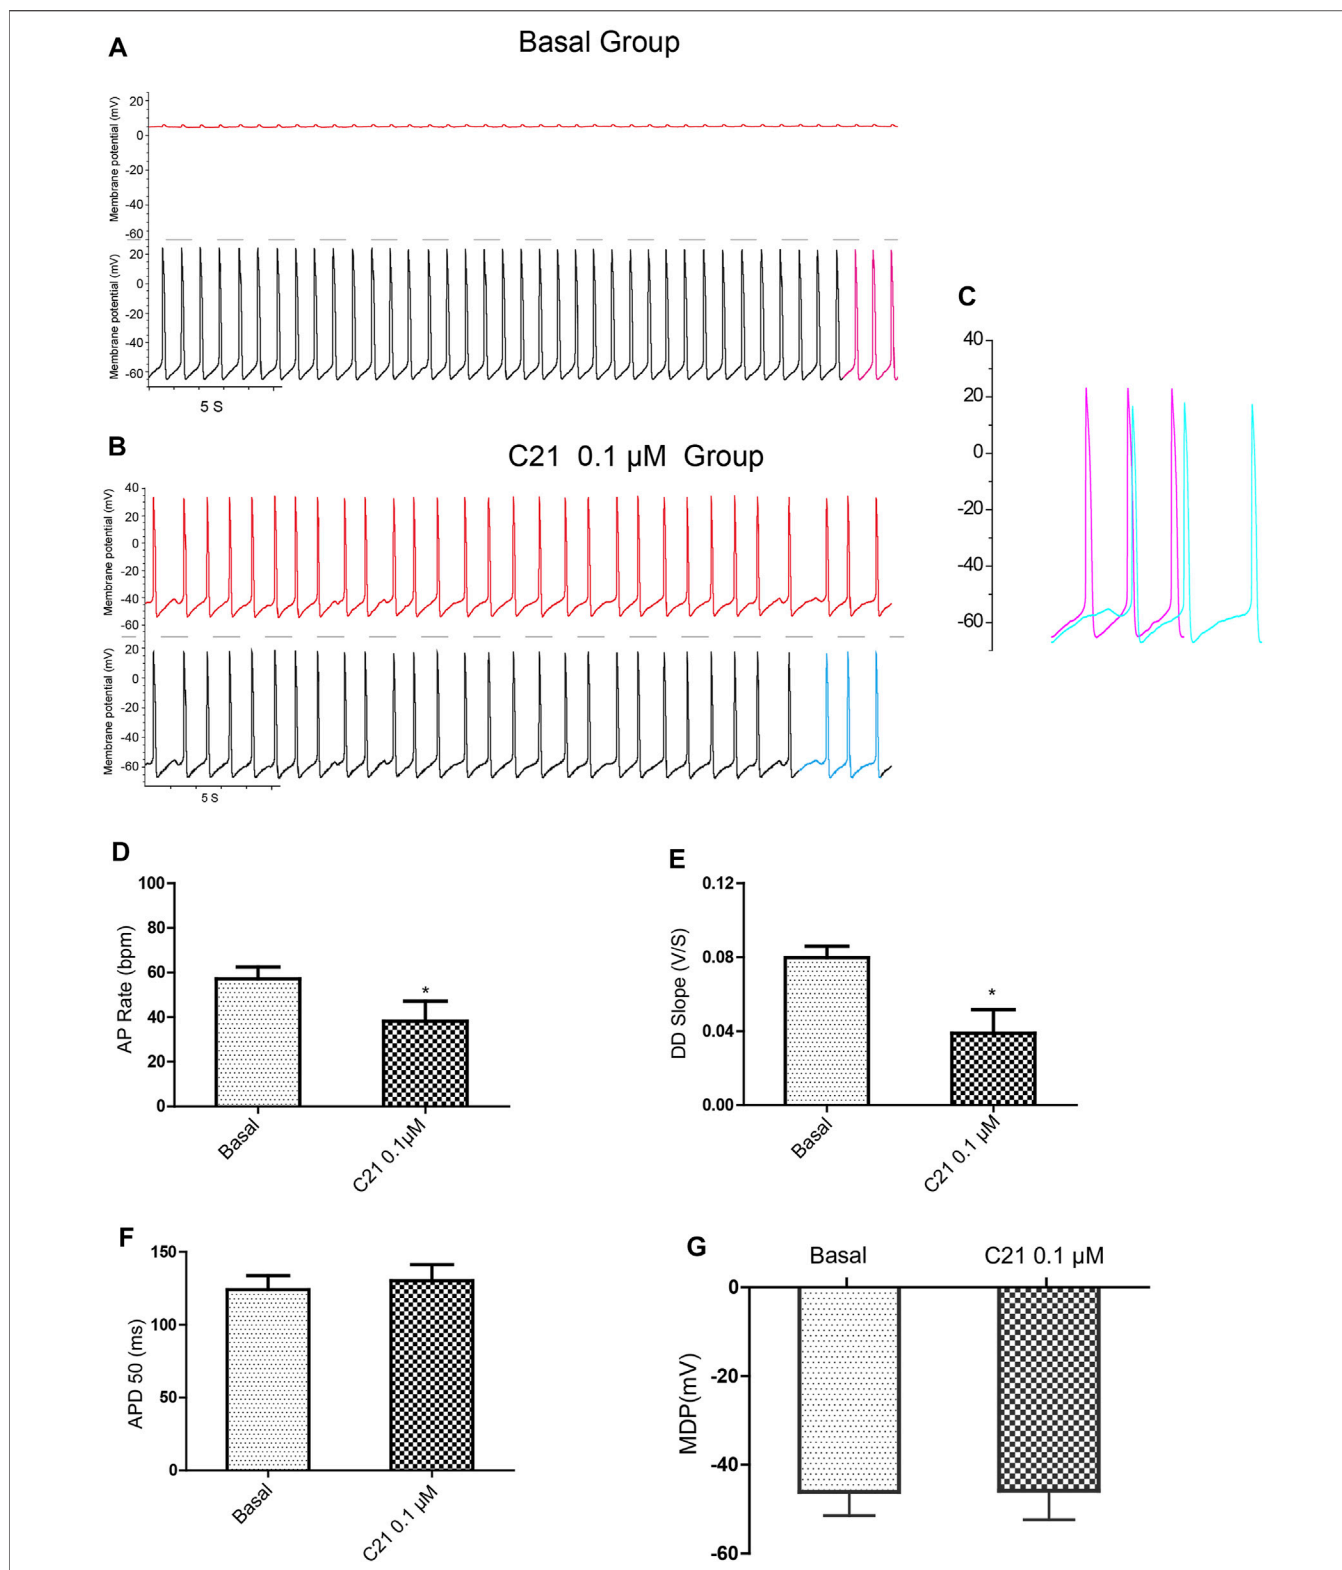 A
Basal Group
Membrane potential (mV)
20
0
-20
-40
-60
Membrane potential (mV)
20
0
-20
-40
-60
5 S
B
C21 0.1 µM Group
Membrane potential (mV)
40
20
0
-20
-40
-60
Membrane potential (mV)
20
0
-20
-40
-60
5 S
C
40
20
0
-20
-40
-60
D
AP Rate (bpm)
100
80
60
40
20
0
*
Basal
C21 0.1µM
E
DD Slope (V/S)
0.12
0.08
0.04
0.00
*
Basal
C21 0.1 µM
F
APD 50 (ms)
150
100
50
0
Basal
C21 0.1 µM
G
Basal
C21 0.1 µM
MDP(mV)
0
-20
-40
-60